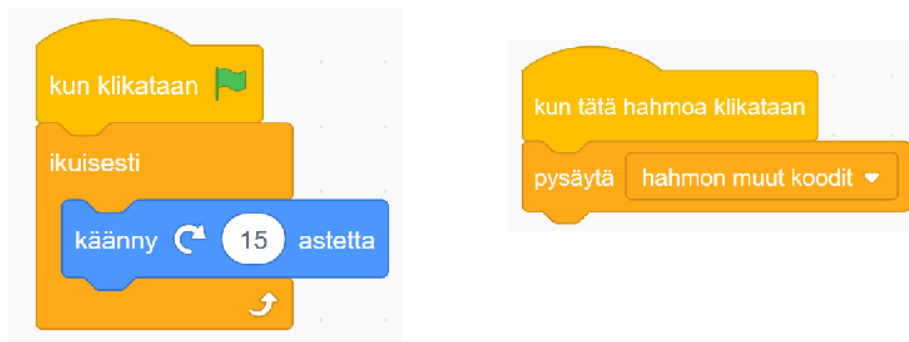 kun klikataan
ikuisesti
käänny 15 astetta
kun tätä hahmoa klikataan
pysäytä hahmon muut koodit